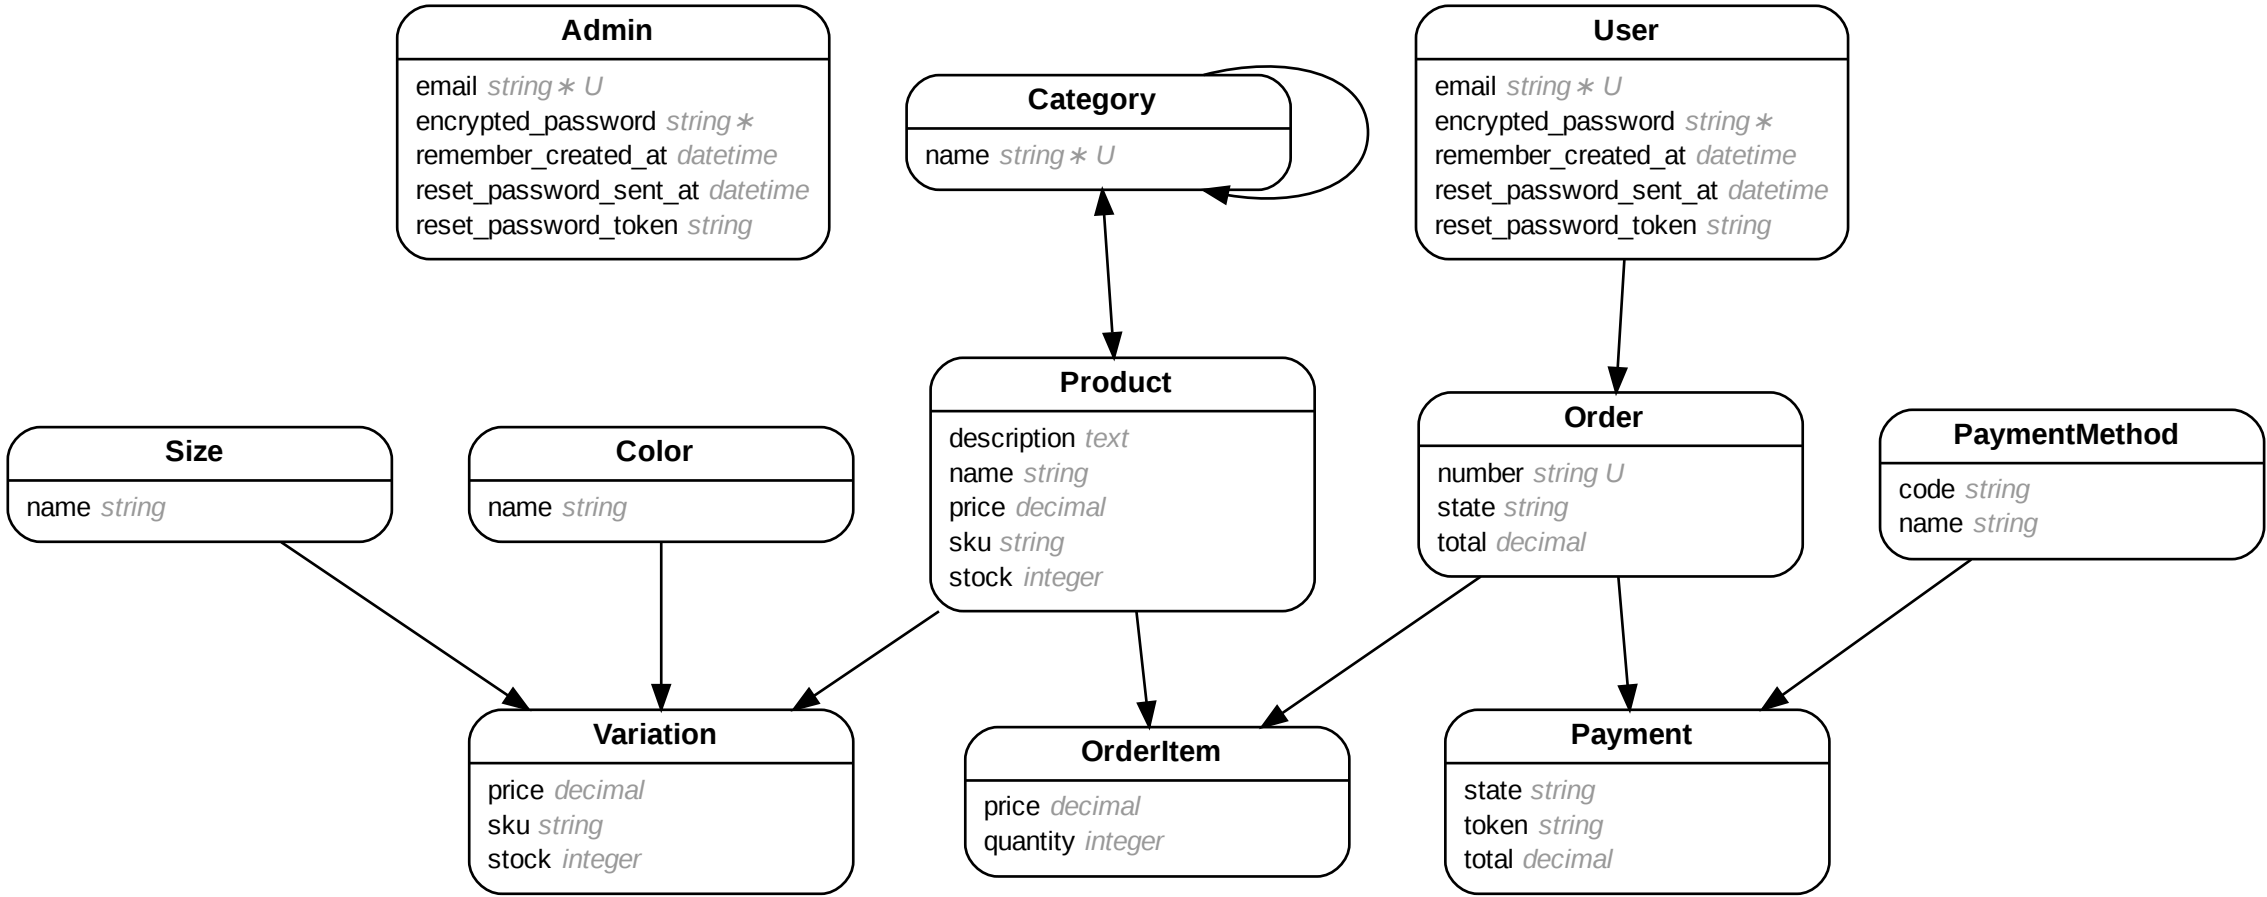 Admin
email string∗ U
encrypted_password string∗
remember_created_at datetime
reset_password_sent_at datetime
reset_password_token string
Category
name string∗ U
User
email string∗ U
encrypted_password string∗
remember_created_at datetime
reset_password_sent_at datetime
reset_password_token string
Size
name string
Color
name string
Product
description text
name string
price decimal
sku string
stock integer
Order
number string U
state string
total decimal
PaymentMethod
code string
name string
Variation
price decimal
sku string
stock integer
OrderItem
price decimal
quantity integer
Payment
state string
token string
total decimal